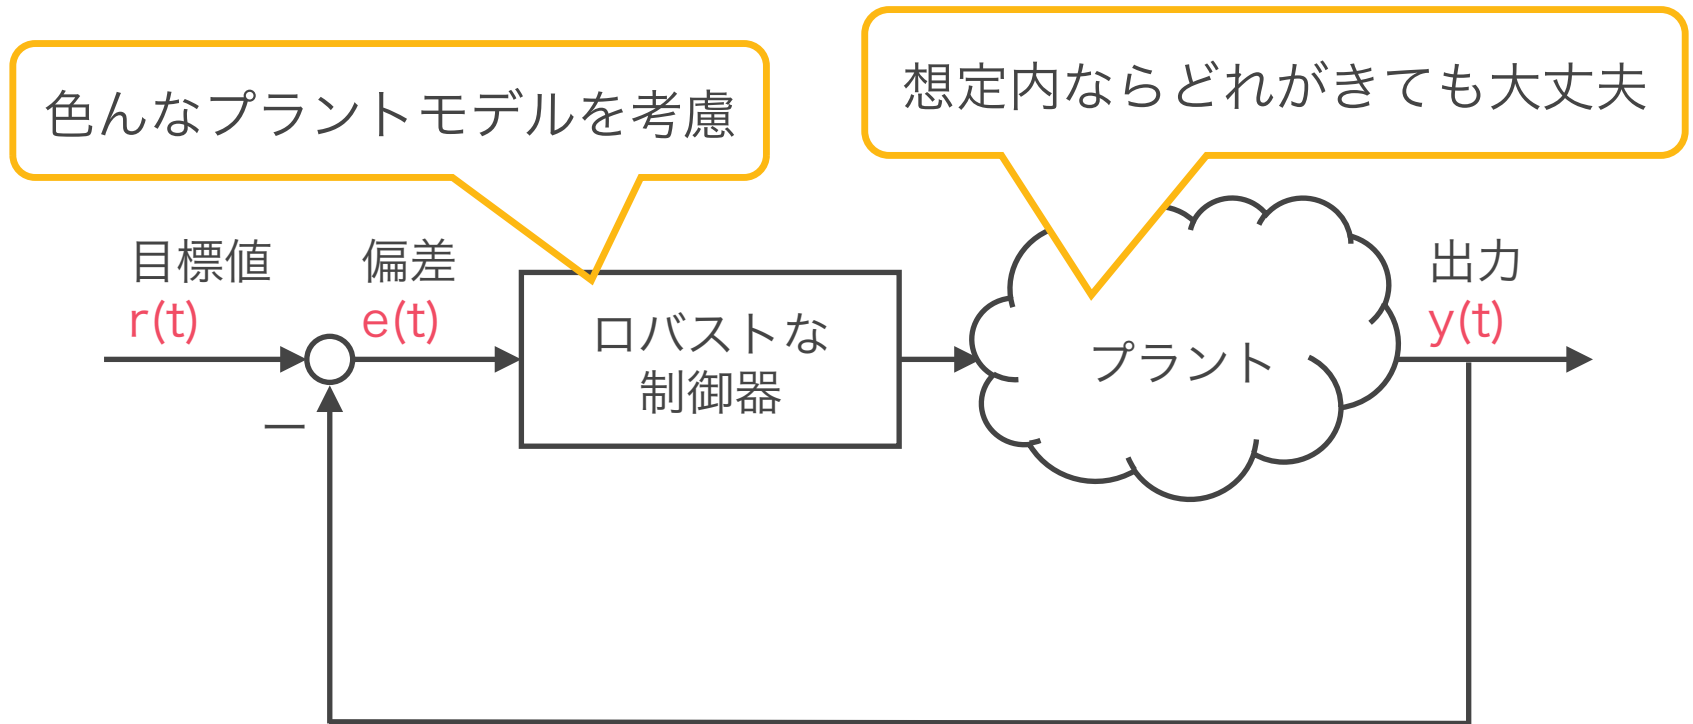 色んなプラントモデルを考慮
想定内ならどれがきても大丈夫
目標値
r(t)
偏差
e(t)
ロバストな
制御器
プラント
出力
y(t)
−